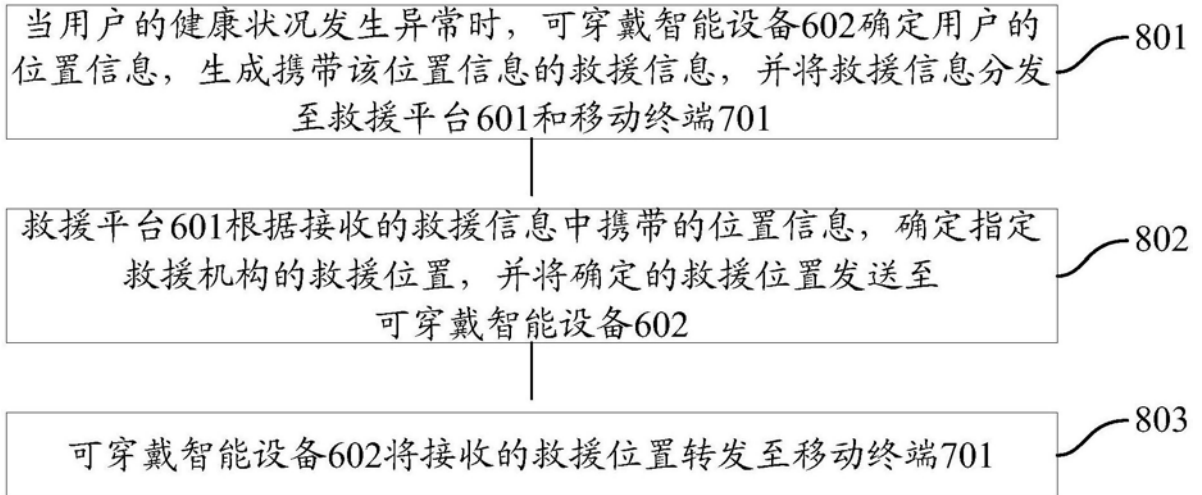 当用户的健康状况发生异常时，可穿戴智能设备602确定用户的
位置信息，生成携带该位置信息的救援信息，并将救援信息分发
至救援平台601和移动终端701
801
救援平台601根据接收的救援信息中携带的位置信息，确定指定
救援机构的救援位置，并将确定的救援位置发送至
可穿戴智能设备602
802
可穿戴智能设备602将接收的救援位置转发至移动终端701
803